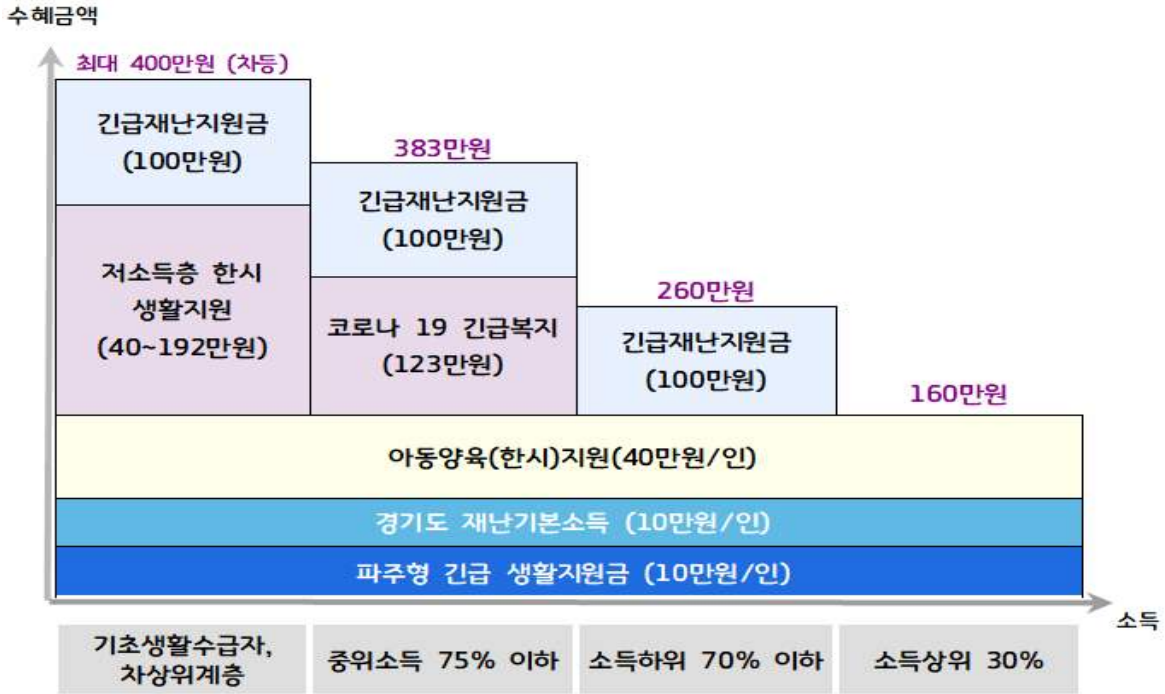 수혜금액
최대 400만원 (차등)
긴급재난지원금
(100만원)
383만원
긴급재난지원금
(100만원)
저소득층 한시
생활지원
(40~192만원)
260만원
코로나 19 긴급복지
(123만원)
긴급재난지원금
(100만원)
160만원
아동양육(한시)지원(40만원/인)
경기도 재난기본소득 (10만원/인)
파주형 긴급 생활지원금 (10만원/인)
소득
기초생활수급자,
차상위계층
중위소득 75% 이하
소득하위 70% 이하
소득상위 30%